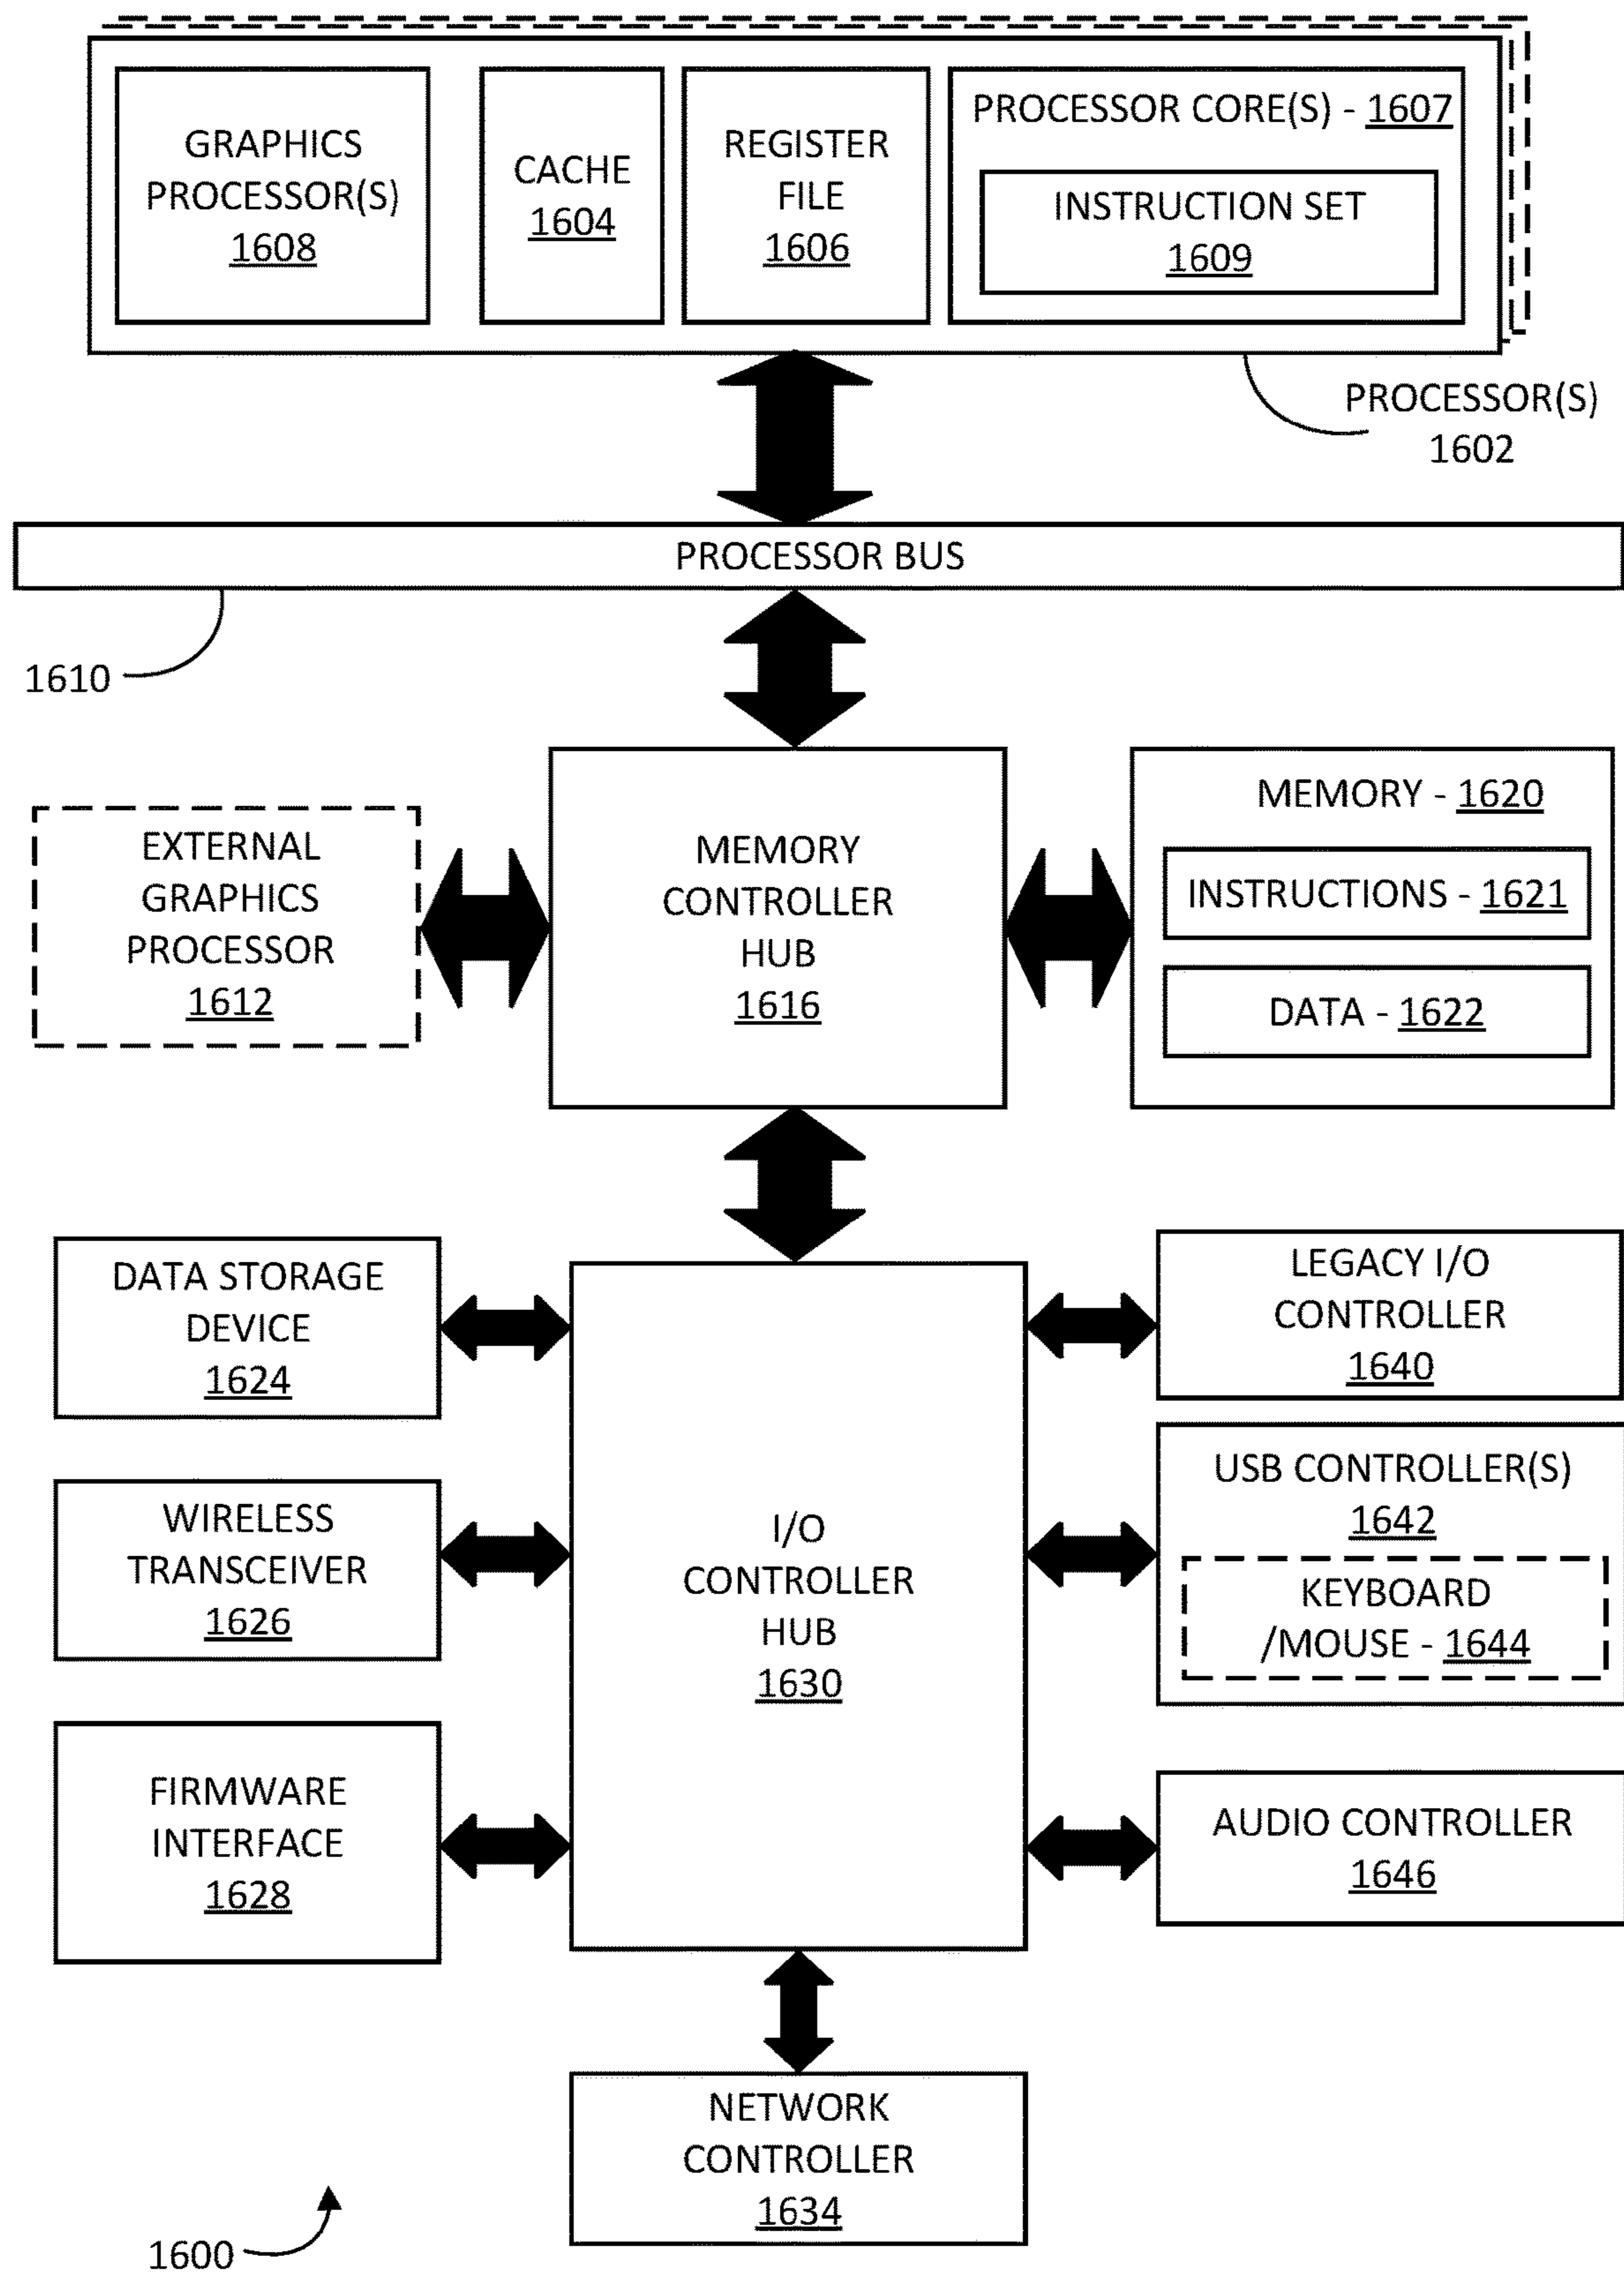 GRAPHICS
PROCESSOR(S)
1608
CACHE
1604
REGISTER
FILE
1606
PROCESSOR CORE(S) - 1607
INSTRUCTION SET
1609
PROCESSOR(S)
1602
PROCESSOR BUS
1610
EXTERNAL
GRAPHICS
PROCESSOR
1612
MEMORY
CONTROLLER
HUB
1616
MEMORY - 1620
INSTRUCTIONS - 1621
DATA - 1622
DATA STORAGE
DEVICE
1624
WIRELESS
TRANSCEIVER
1626
FIRMWARE
INTERFACE
1628
I/O
CONTROLLER
HUB
1630
LEGACY I/O
CONTROLLER
1640
USB CONTROLLER(S)
1642
KEYBOARD
/MOUSE - 1644
AUDIO CONTROLLER
1646
NETWORK
CONTROLLER
1634
1600